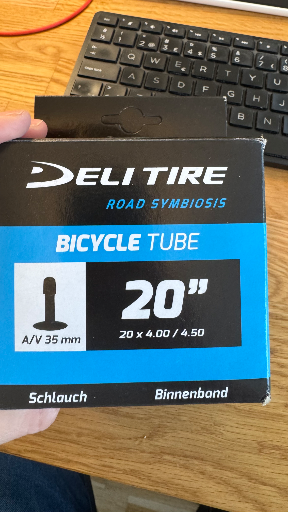 DELI TIRE
ROAD SYMBIOSIS
BICYCLE TUBE
20”
20 x 4.00 / 4.50
A/V 35 mm
Schlauch Binnenband